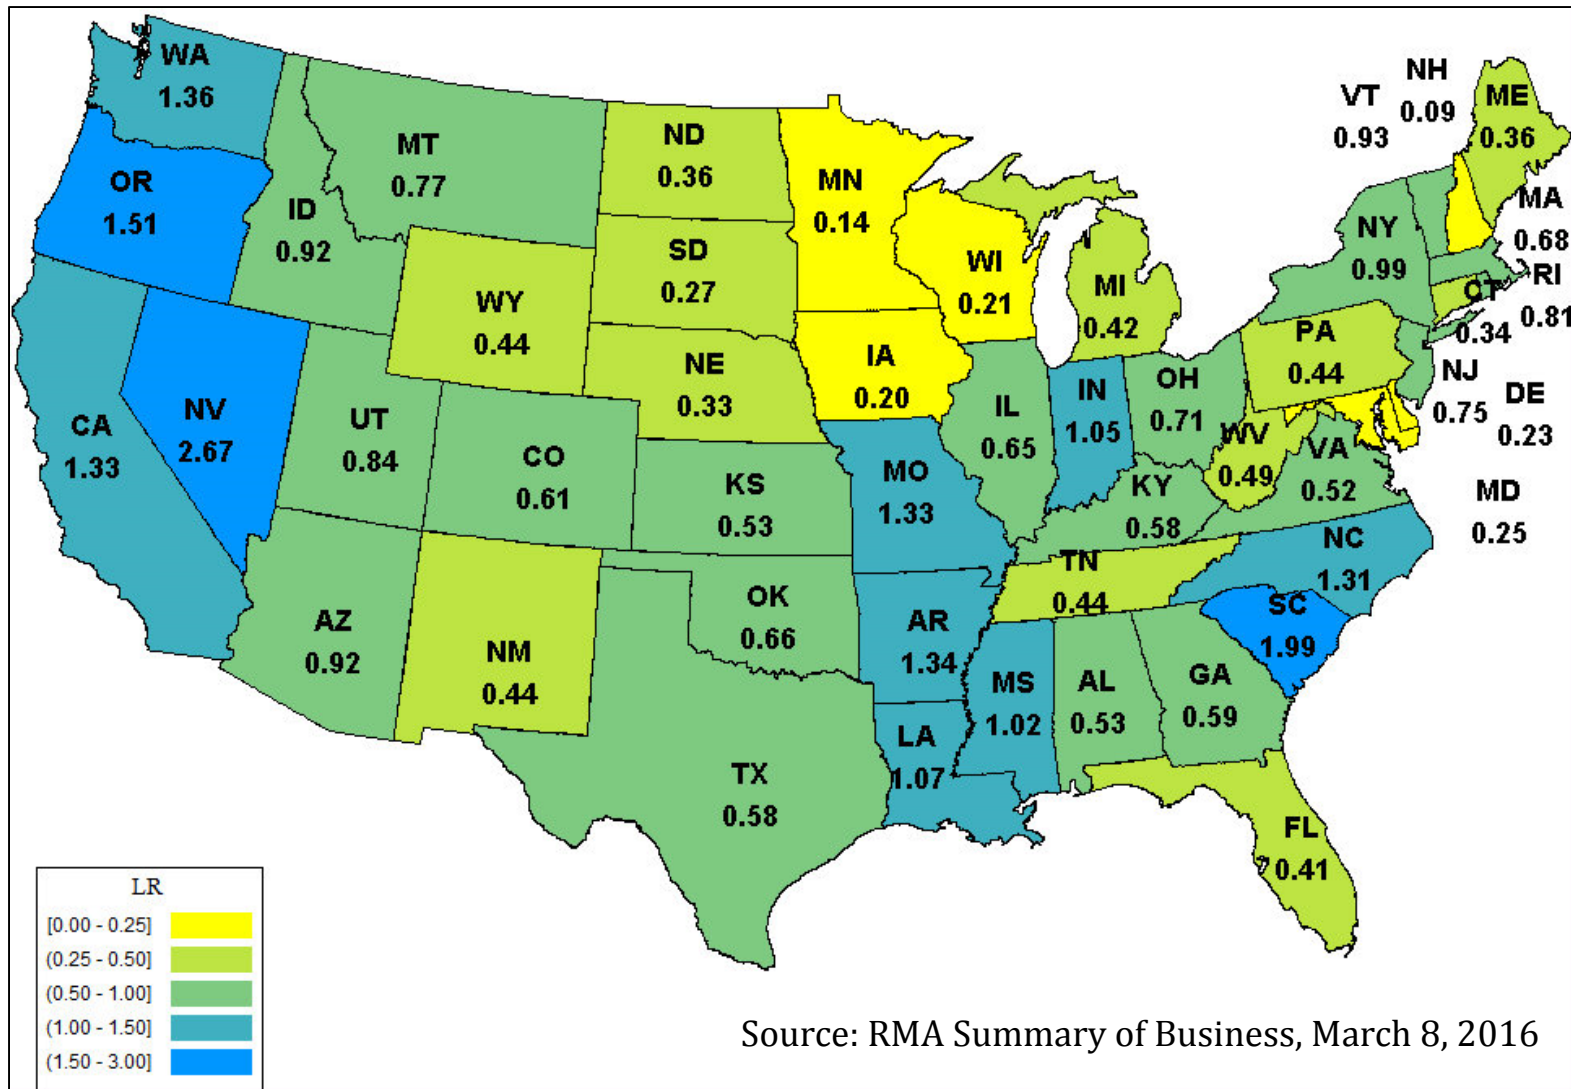 WA
1.36
OR
1.51
CA
1.33
NV
2.67
ID
0.92
MT
0.77
WY
0.44
UT
0.84
CO
0.61
AZ
0.92
NM
0.44
ND
0.36
SD
0.27
NE
0.33
KS
0.53
OK
0.66
TX
0.58
MN
0.14
IA
0.20
MO
1.33
AR
1.34
LA
1.07
WI
0.21
IL
0.65
MI
0.42
IN
1.05
OH
0.71
KY
0.58
TN
0.44
MS
1.02
AL
0.53
GA
0.59
FL
0.41
SC
1.99
NC
1.31
VA
0.52
WV
0.49
PA
0.44
NY
0.99
VT
0.93
NH
0.09
ME
0.36
MA
0.68
RI
0.81
CT
0.34
NJ
0.75
DE
0.23
MD
0.25
LR
[0.00 - 0.25]
(0.25 - 0.50]
(0.50 - 1.00]
(1.00 - 1.50]
(1.50 - 3.00]
Source: RMA Summary of Business, March 8, 2016